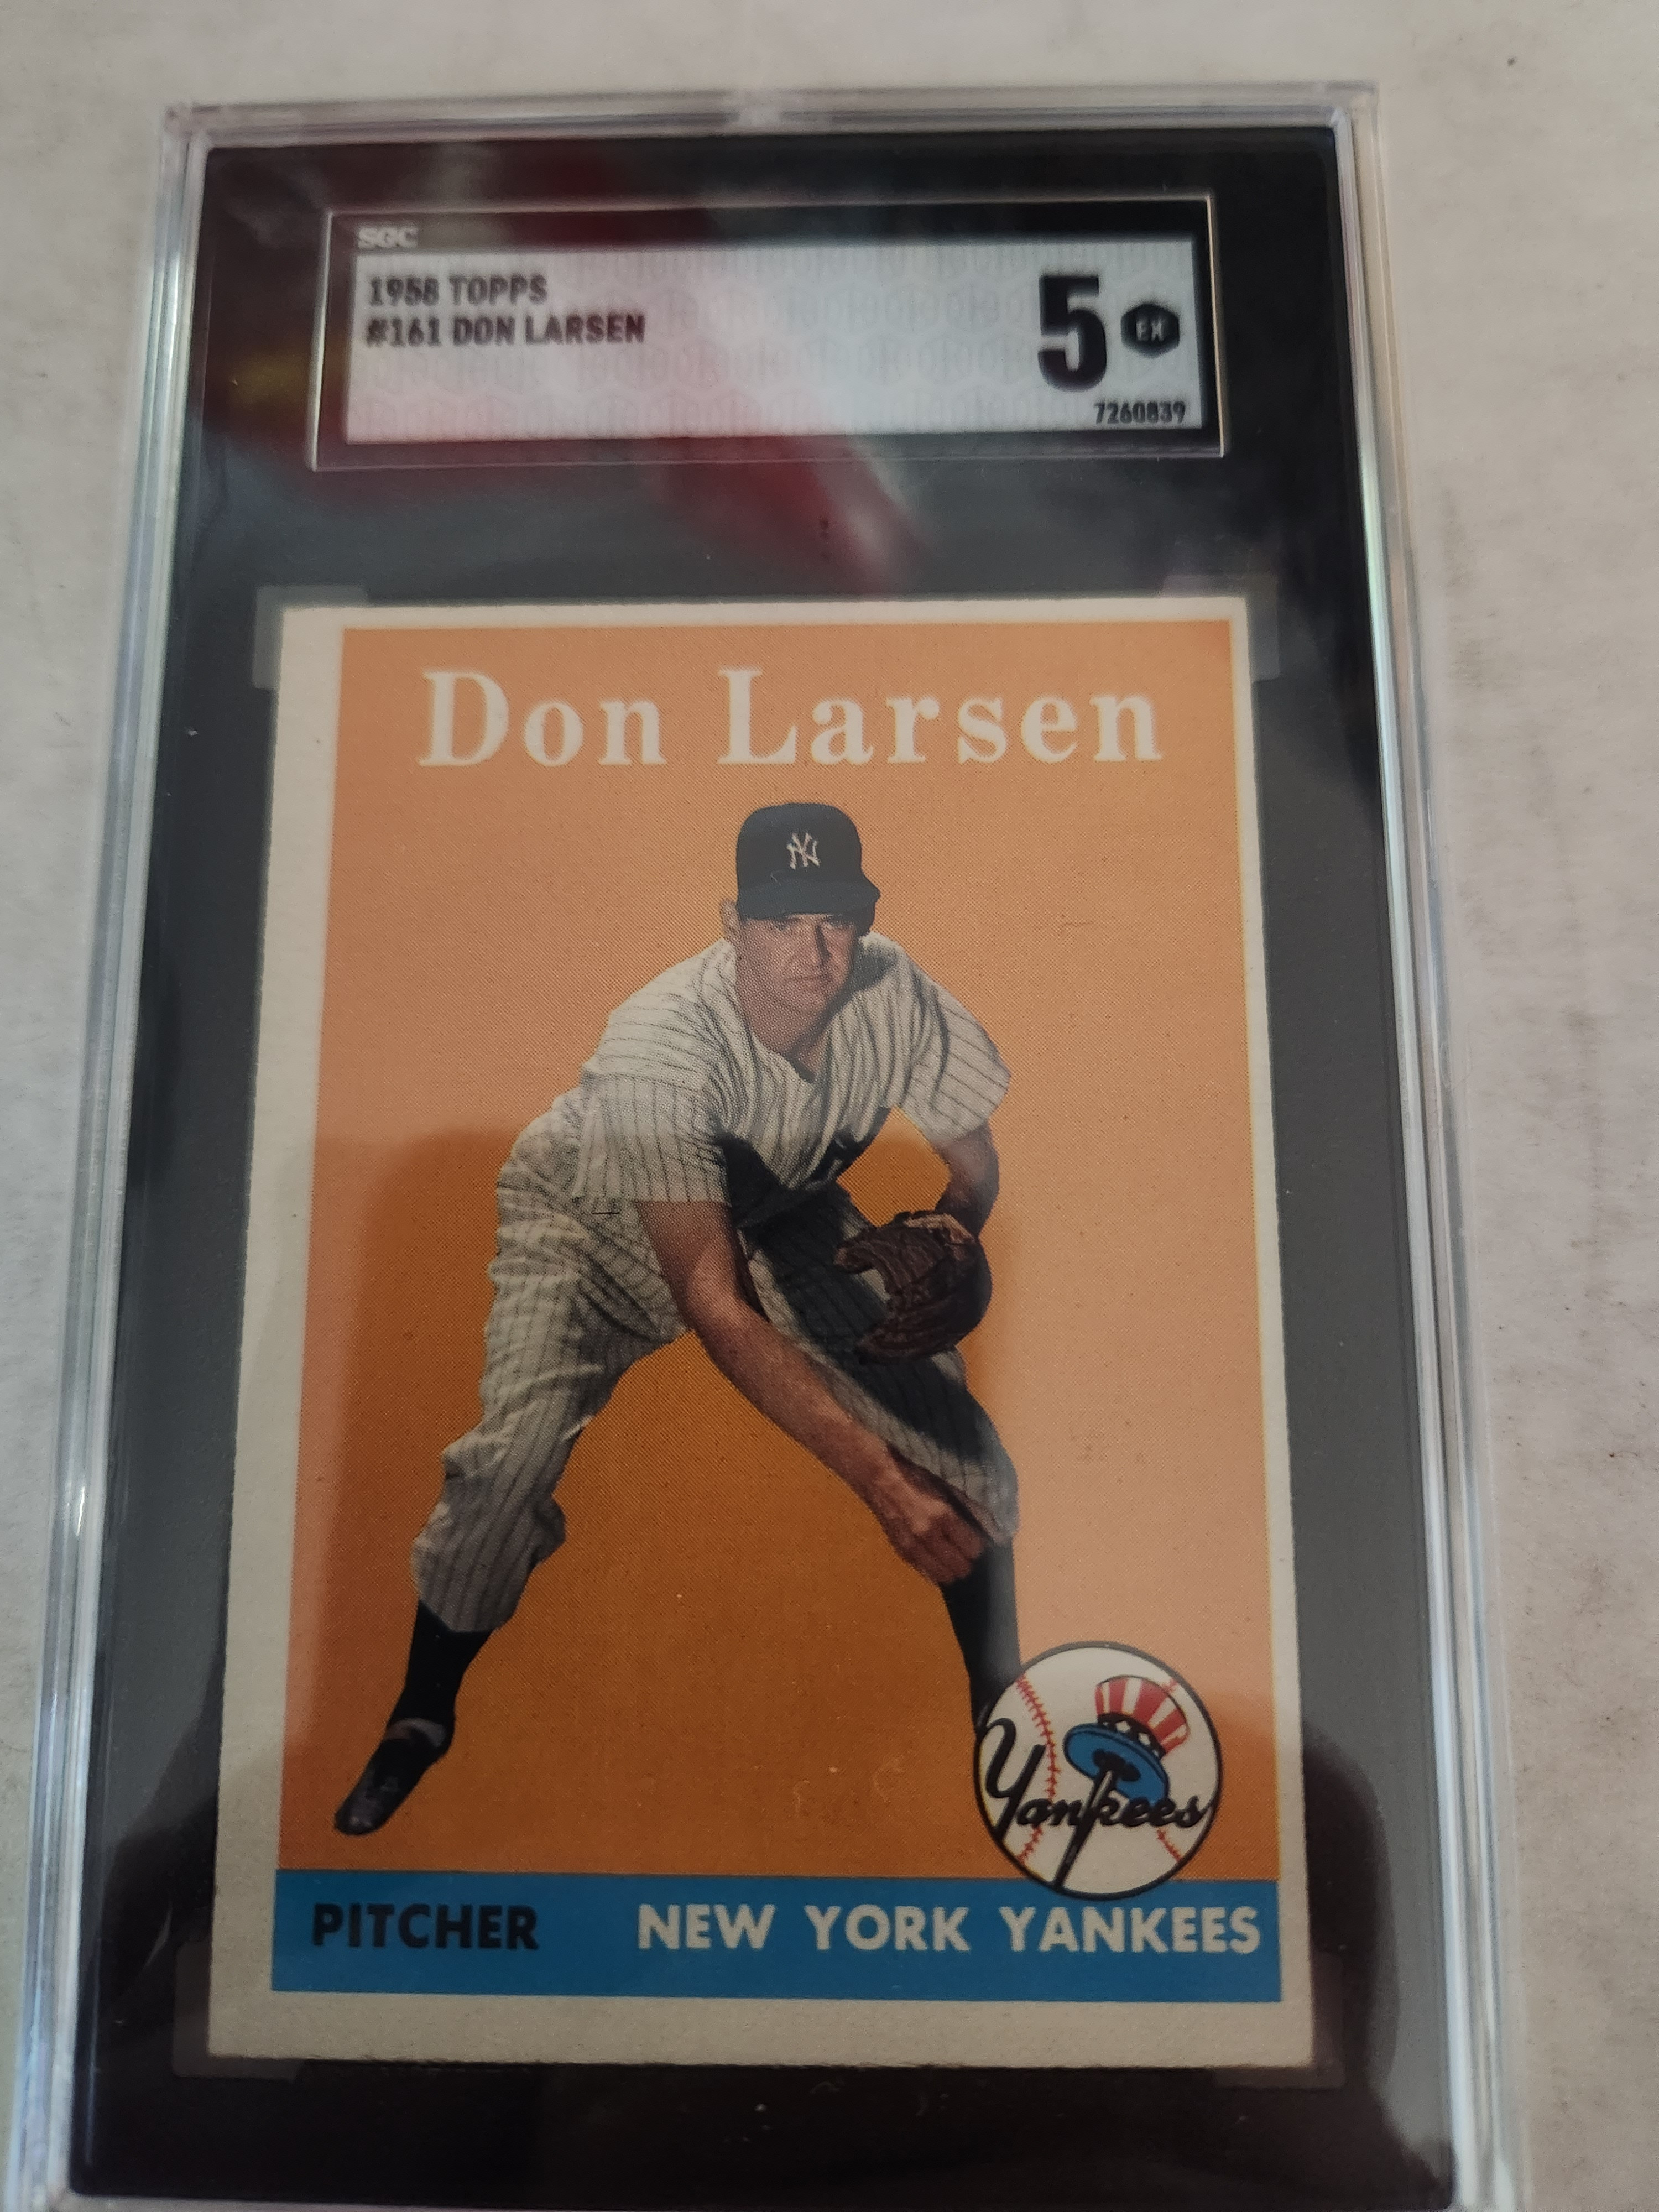 SGC
1958 TOPPS
#161 DON LARSEN
5 EX
7260839
Don Larsen
NY
Yankees
PITCHER NEW YORK YANKEES